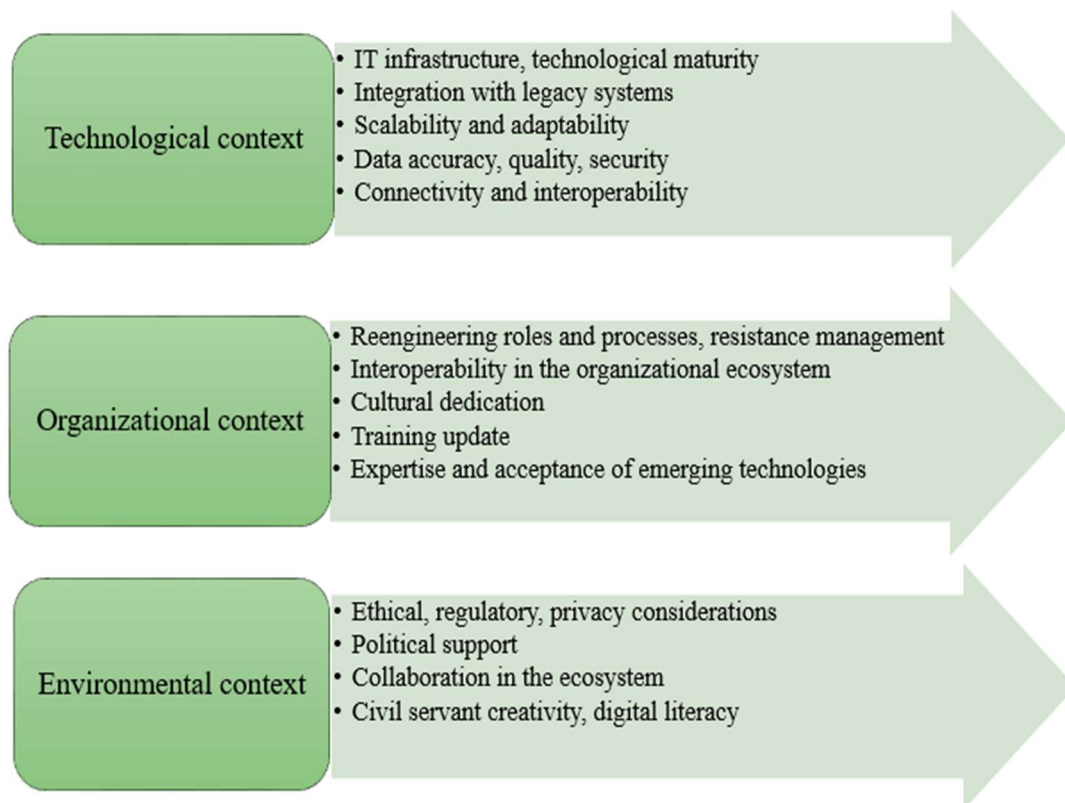 Technological context
• IT infrastructure, technological maturity
• Integration with legacy systems
• Scalability and adaptability
• Data accuracy, quality, security
• Connectivity and interoperability
Organizational context
• Reengineering roles and processes, resistance management
• Interoperability in the organizational ecosystem
• Cultural dedication
• Training update
• Expertise and acceptance of emerging technologies
Environmental context
• Ethical, regulatory, privacy considerations
• Political support
• Collaboration in the ecosystem
• Civil servant creativity, digital literacy